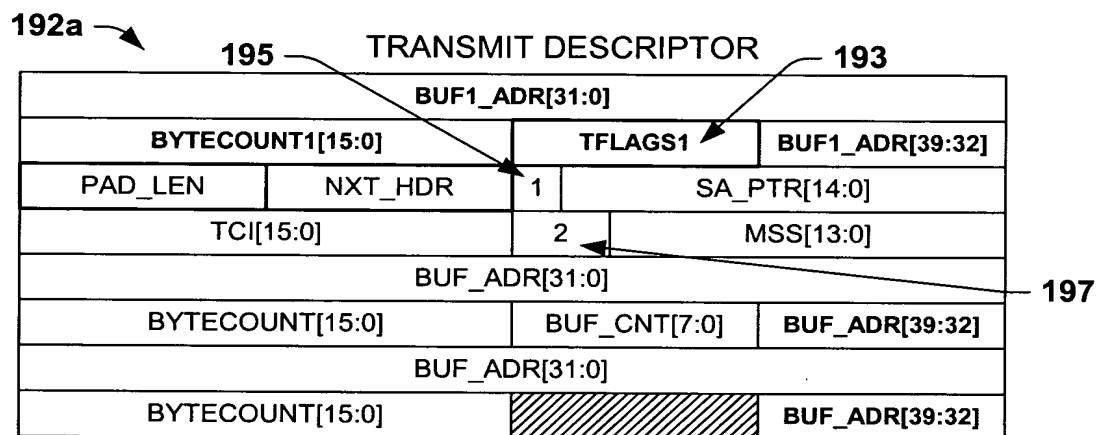 192a
195
TRANSMIT DESCRIPTOR
193
BUF1_ADR[31:0]
BYTECOUNT1[15:0] TFLAGS1 BUF1_ADR[39:32]
PAD_LEN NXT_HDR 1 SA_PTR[14:0]
TCI[15:0] 2 MSS[13:0]
BUF_ADR[31:0]
197
BYTECOUNT[15:0] BUF_CNT[7:0] BUF_ADR[39:32]
BUF_ADR[31:0]
BYTECOUNT[15:0] BUF_ADR[39:32]